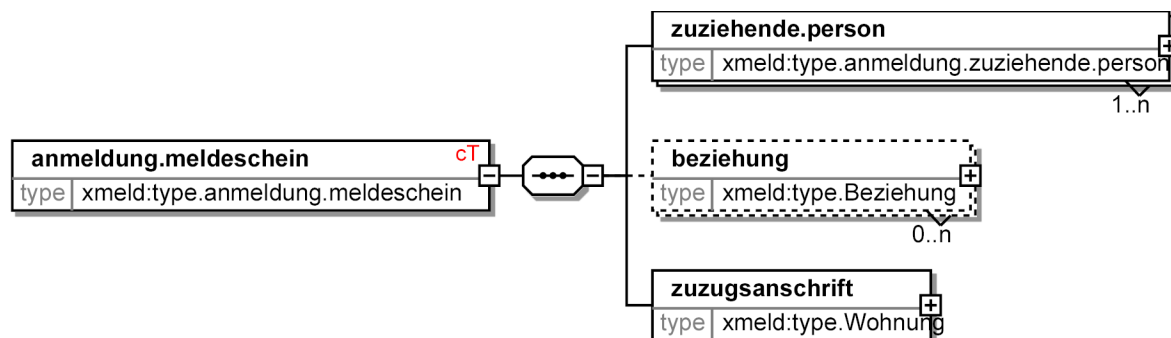 zuziehende.person
type xmeld:type.anmeldung.zuziehende.person
1..n
anmeldung.meldeschein cT
type xmeld:type.anmeldung.meldeschein
beziehung
type xmeld:type.Beziehung
0..n
zuzugsanschrift
type xmeld:type.Wohnung